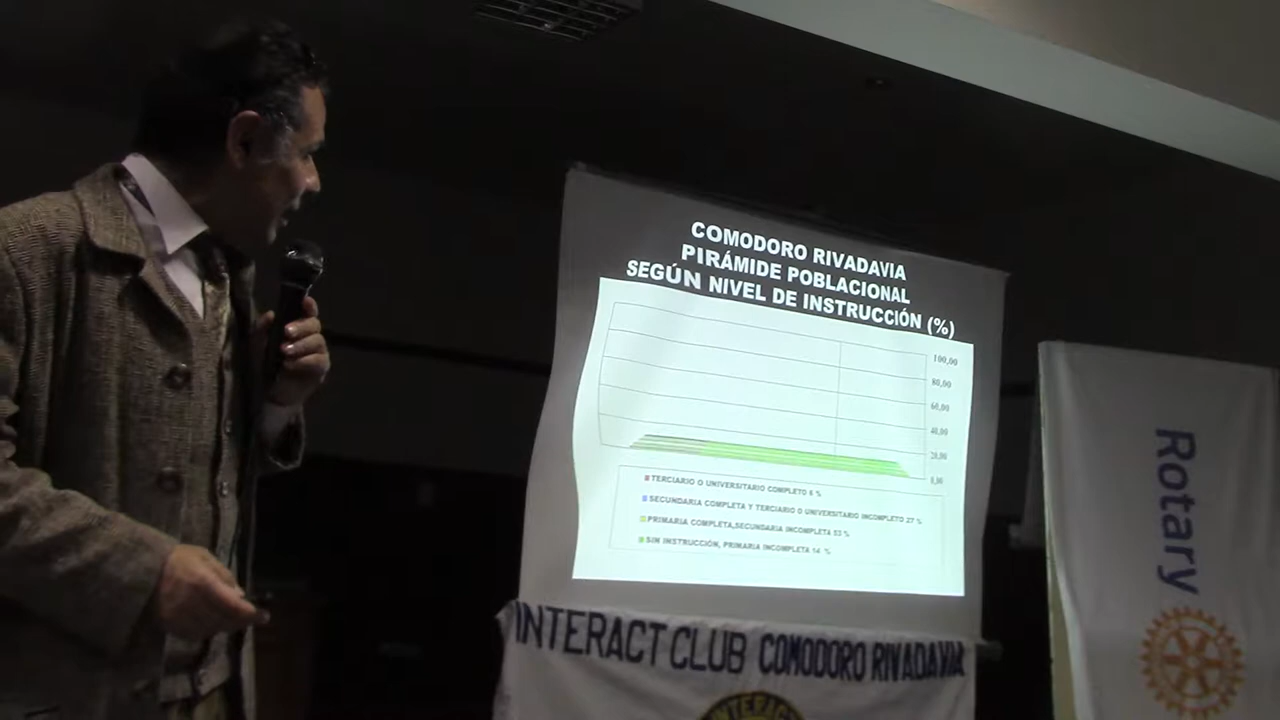 COMODORO RIVADAVIA
PIRÁMIDE POBLACIONAL
SEGÚN NIVEL DE INSTRUCCIÓN (%)
100,00
80,00
60,00
40,00
20,00
0,00
TERCIARIO O UNIVERSITARIO COMPLETO 6 %
SECUNDARIA COMPLETA Y TERCIARIO O UNIVERSITARIO INCOMPLETO 27 %
PRIMARIA COMPLETA,SECUNDARIA INCOMPLETA 53 %
SIN INSTRUCCIÓN, PRIMARIA INCOMPLETA 14 %
INTERACT CLUB COMODORO RIVADAVIA
INTERACT
Rotary